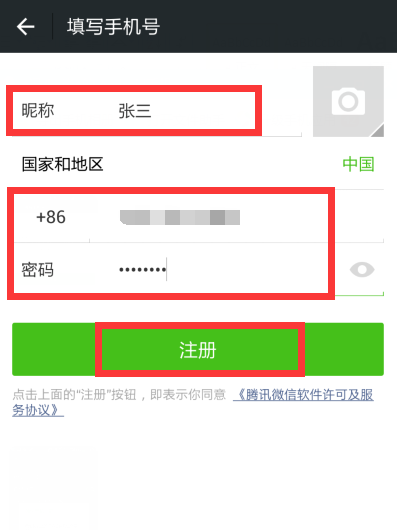 填写手机号
昵称 张三
国家和地区 中国
+86
密码 ••••••••
注册
点击上面的“注册”按钮，即表示你同意 《腾讯微信软件许可及服
务协议》